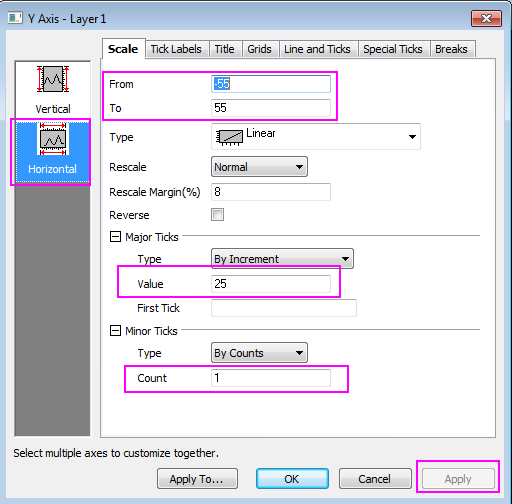 Y Axis - Layer1
Scale Tick Labels Title Grids Line and Ticks Special Ticks Breaks
Vertical
Horizontal
From -55
To 55
Type Linear
Rescale Normal
Rescale Margin(%) 8
Reverse
Major Ticks
Type By Increment
Value 25
First Tick
Minor Ticks
Type By Counts
Count 1
Select multiple axes to customize together.
Apply To... OK Cancel Apply